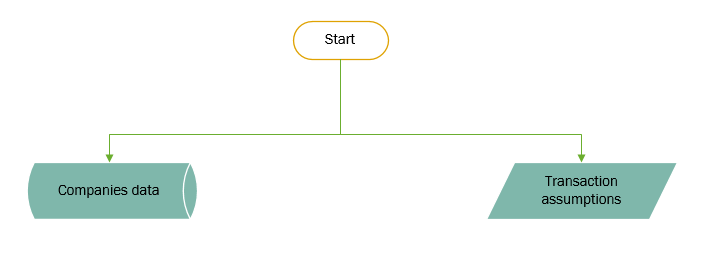 Start
Companies data
Transaction
assumptions